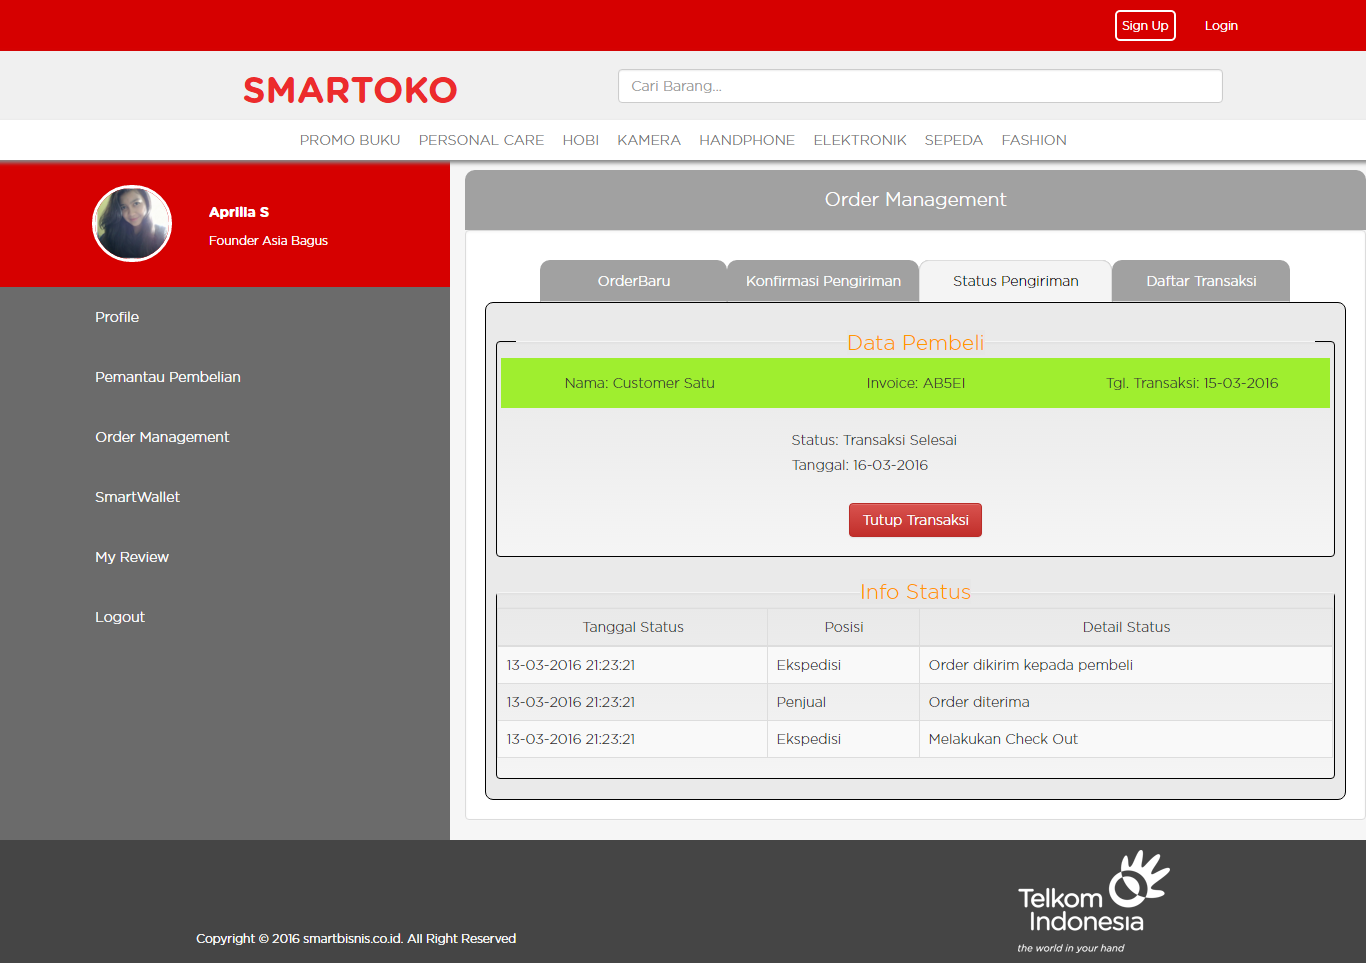 Sign Up Login
SMARTOKO Cari Barang...
PROMO BUKU PERSONAL CARE HOBI KAMERA HANDPHONE ELEKTRONIK SEPEDA FASHION
Aprilia S
Founder Asia Bagus
Profile
Pemantau Pembelian
Order Management
SmartWallet
My Review
Logout
Order Management
OrderBaru Konfirmasi Pengiriman Status Pengiriman Daftar Transaksi
Data Pembeli
Nama: Customer Satu Invoice: AB5EI Tgl. Transaksi: 15-03-2016
Status: Transaksi Selesai
Tanggal: 16-03-2016
Tutup Transaksi
Info Status
Tanggal Status Posisi Detail Status
13-03-2016 21:23:21 Ekspedisi Order dikirim kepada pembeli
13-03-2016 21:23:21 Penjual Order diterima
13-03-2016 21:23:21 Ekspedisi Melakukan Check Out
Copyright © 2016 smartbisnis.co.id. All Right Reserved
Telkom
Indonesia
the world in your hand